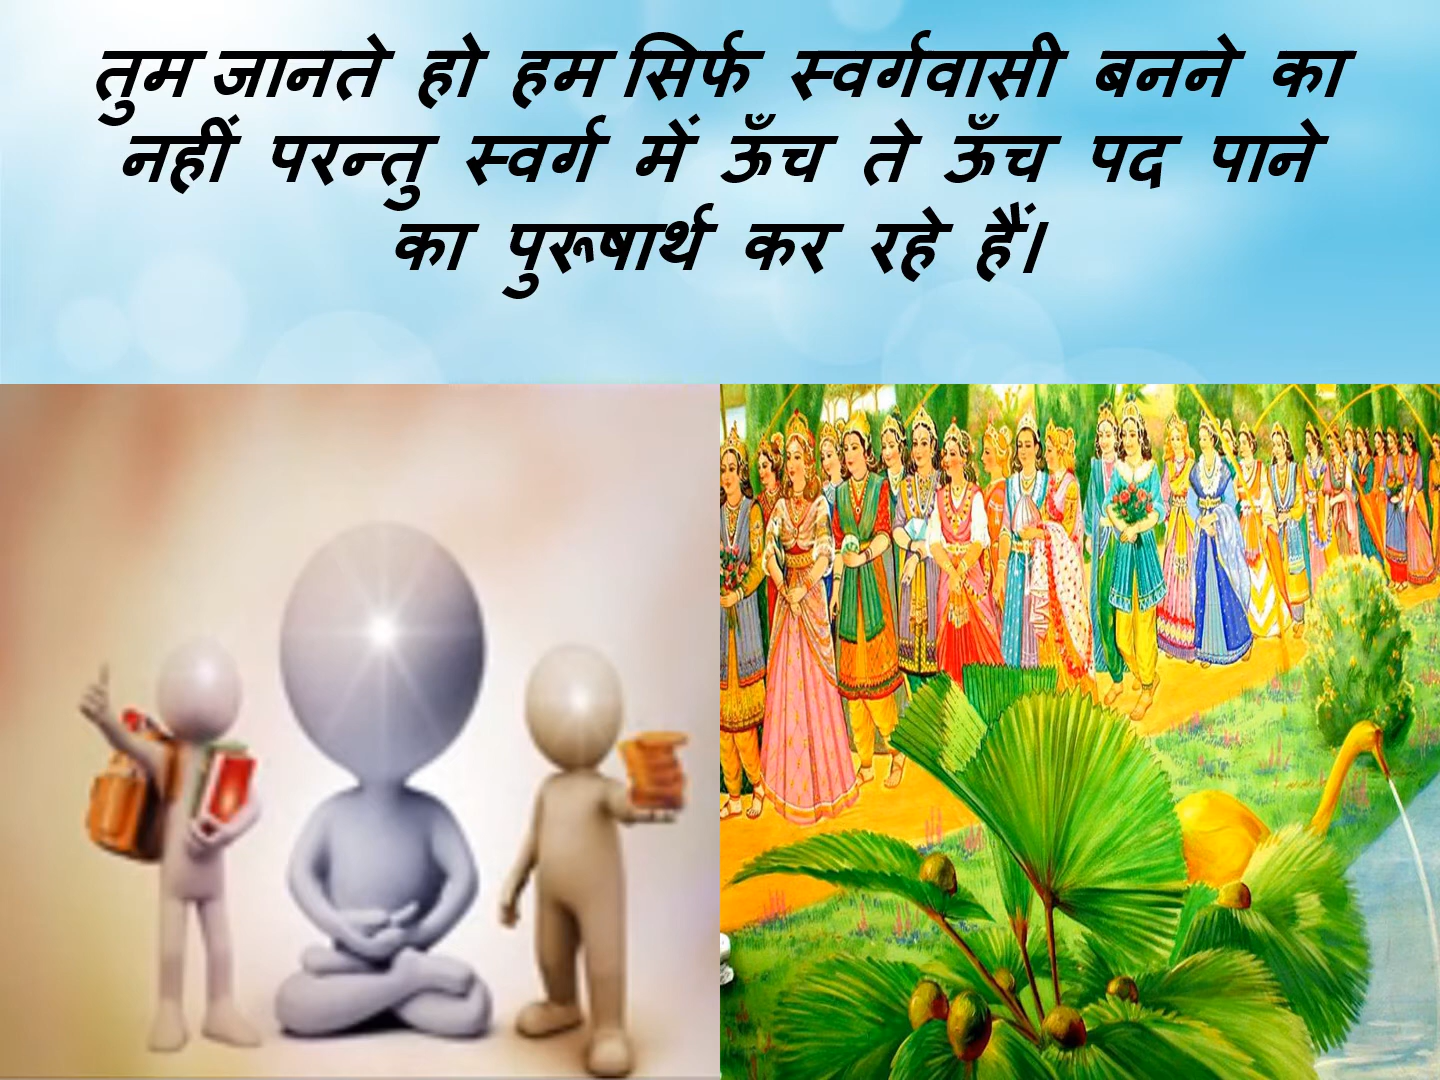 तुम जानते हो हम सिर्फ स्वर्गवासी बनने का
नहीं परन्तु स्वर्ग में ऊँच ते ऊँच पद पाने
का पुरूषार्थ कर रहे हैं।